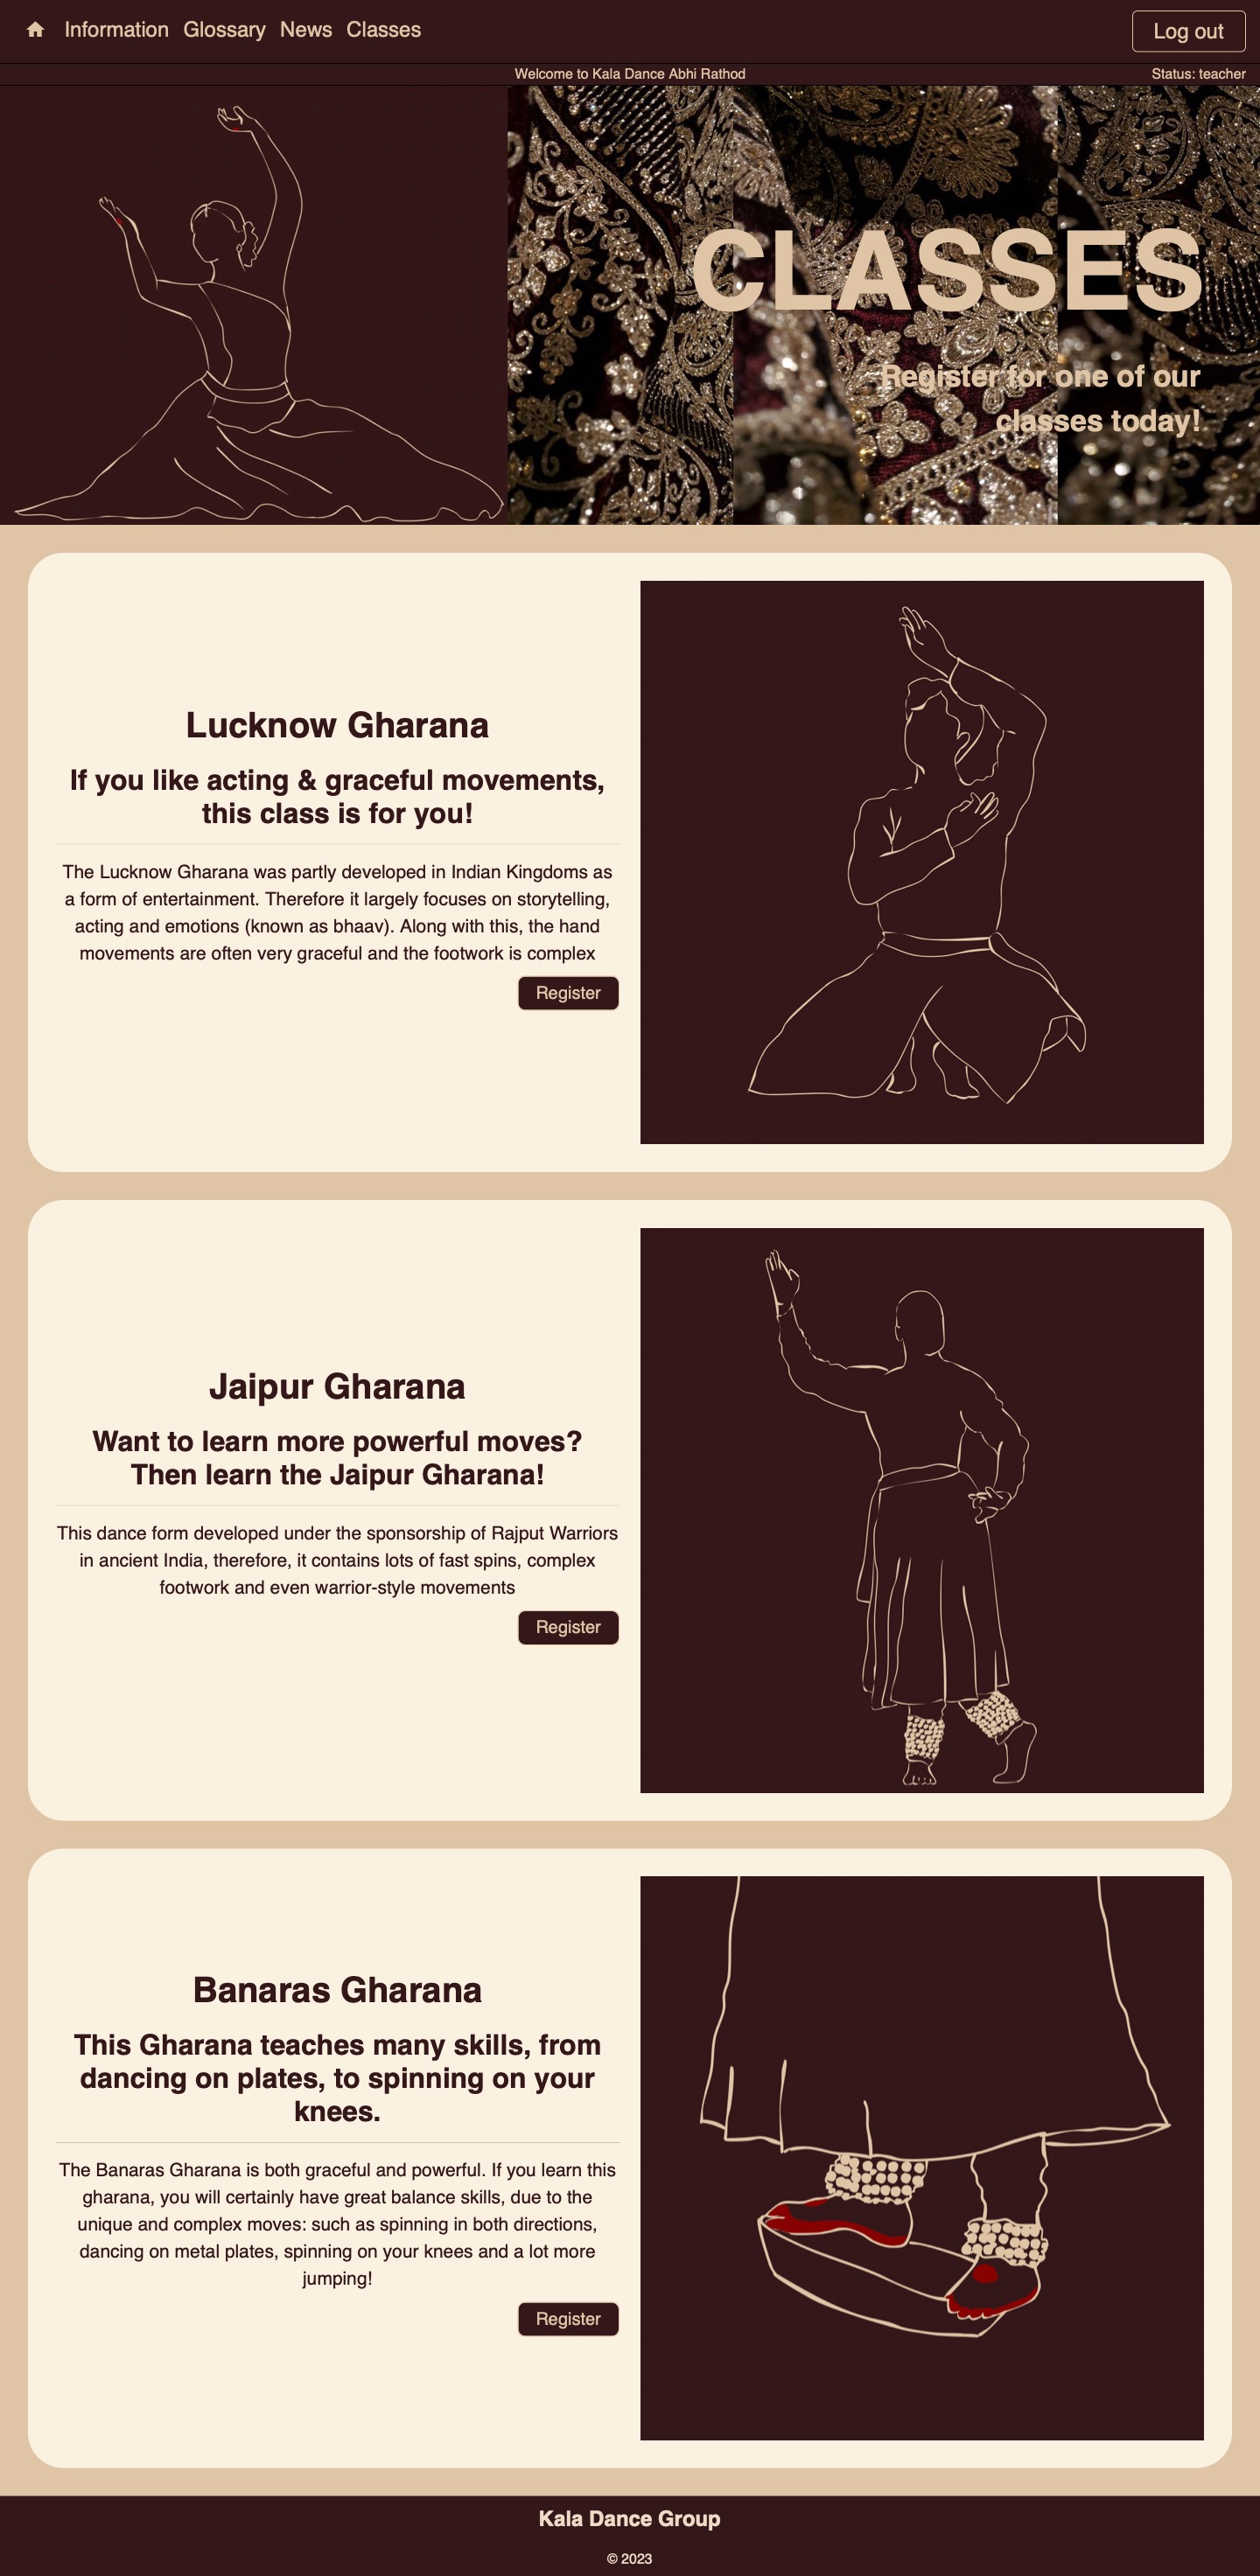 Information Glossary News Classes Log out
Welcome to Kala Dance Abhi Rathod Status: teacher
CLASSES
Register for one of our
classes today!
Lucknow Gharana
If you like acting & graceful movements,
this class is for you!
The Lucknow Gharana was partly developed in Indian Kingdoms as
a form of entertainment. Therefore it largely focuses on storytelling,
acting and emotions (known as bhaav). Along with this, the hand
movements are often very graceful and the footwork is complex
Register
Jaipur Gharana
Want to learn more powerful moves?
Then learn the Jaipur Gharana!
This dance form developed under the sponsorship of Rajput Warriors
in ancient India, therefore, it contains lots of fast spins, complex
footwork and even warrior-style movements
Register
Banaras Gharana
This Gharana teaches many skills, from
dancing on plates, to spinning on your
knees.
The Banaras Gharana is both graceful and powerful. If you learn this
gharana, you will certainly have great balance skills, due to the
unique and complex moves: such as spinning in both directions,
dancing on metal plates, spinning on your knees and a lot more
jumping!
Register
Kala Dance Group
© 2023